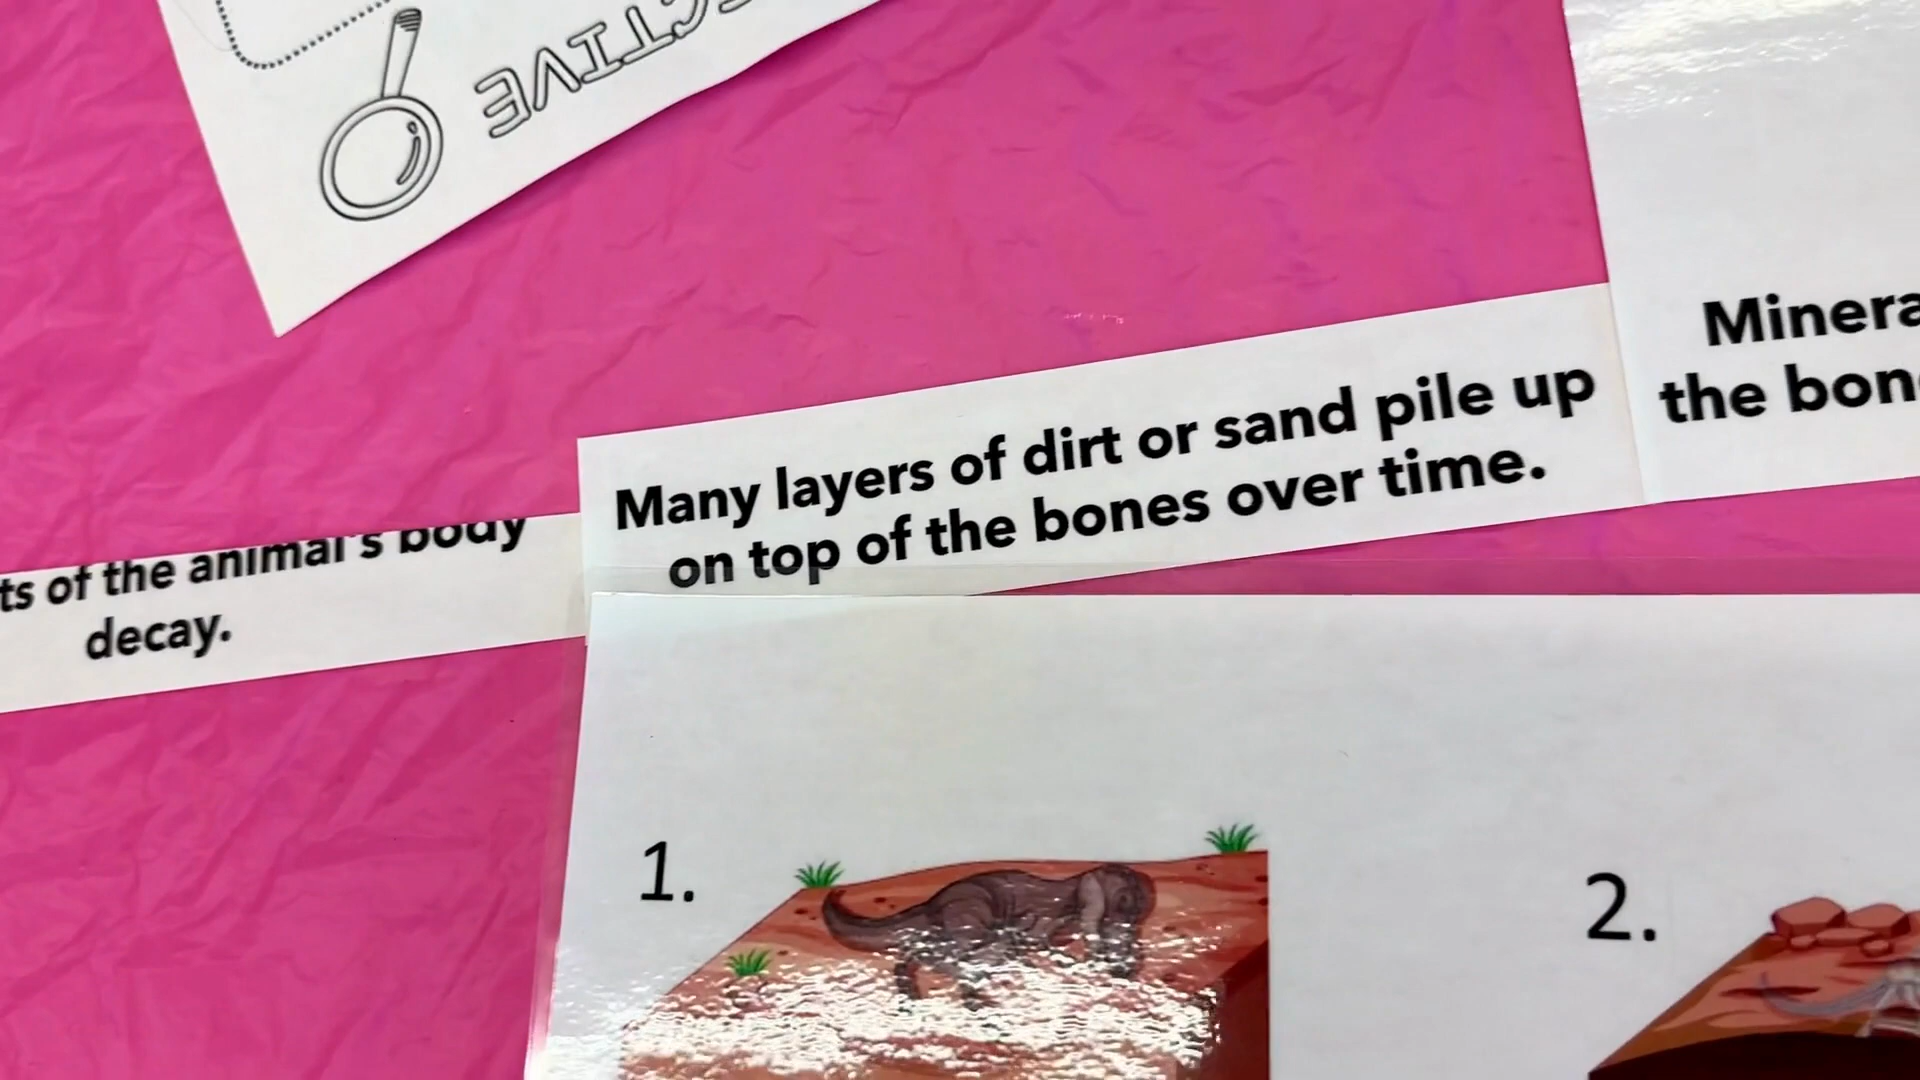 CTIVE
Many layers of dirt or sand pile up
on top of the bones over time.
Minera
the bon
ts of the animal's body
decay.
1.
2.